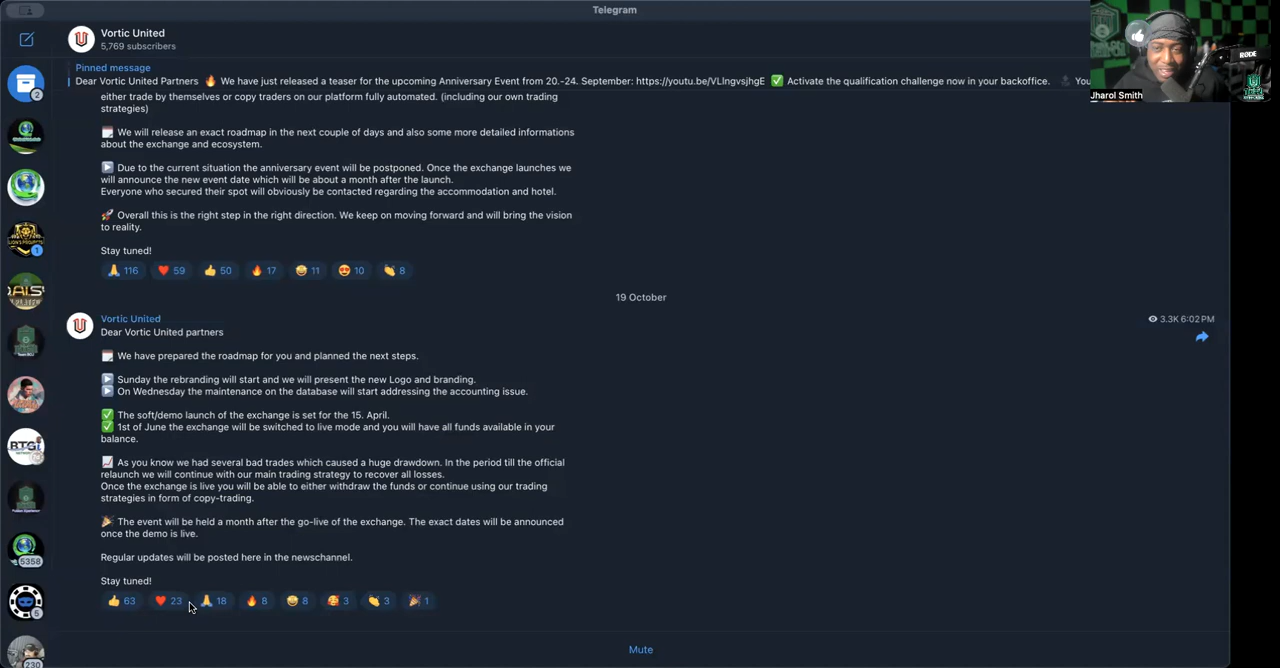 Telegram
Vortic United
5,769 subscribers
Pinned message
Dear Vortic United Partners 🔥 We have just released a teaser for the upcoming Anniversary Event from 20.-24. September: https://youtu.be/VLIngvsjhgE ✅ Activate the qualification challenge now in your backoffice.
either trade by themselves or copy traders on our platform fully automated. (including our own trading
strategies)
We will release an exact roadmap in the next couple of days and also some more detailed informations
about the exchange and ecosystem.
▶️ Due to the current situation the anniversary event will be postponed. Once the exchange launches we
will announce the new event date which will be about a month after the launch.
Everyone who secured their spot will obviously be contacted regarding the accommodation and hotel.
🚀 Overall this is the right step in the right direction. We keep on moving forward and will bring the vision
to reality.
Stay tuned!
🙏 116 ❤️ 59 👍 50 🔥 17 🤩 11 😍 10 👏 8
19 October
Vortic United
3.3K 6:02 PM
Dear Vortic United partners
We have prepared the roadmap for you and planned the next steps.
▶️ Sunday the rebranding will start and we will present the new Logo and branding.
▶️ On Wednesday the maintenance on the database will start addressing the accounting issue.
✅ The soft/demo launch of the exchange is set for the 15. April.
✅ 1st of June the exchange will be switched to live mode and you will have all funds available in your
balance.
📈 As you know we had several bad trades which caused a huge drawdown. In the period till the official
relaunch we will continue with our main trading strategy to recover all losses.
Once the exchange is live you will be able to either withdraw the funds or continue using our trading
strategies in form of copy-trading.
🎉 The event will be held a month after the go-live of the exchange. The exact dates will be announced
once the demo is live.
Regular updates will be posted here in the newschannel.
Stay tuned!
👍 63 ❤️ 23 🙏 18 🔥 8 🤩 8 🥰 3 👏 3 🎉 1
Mute
2
1
BTGi
5358
5
230
RØDE
Jharol Smith